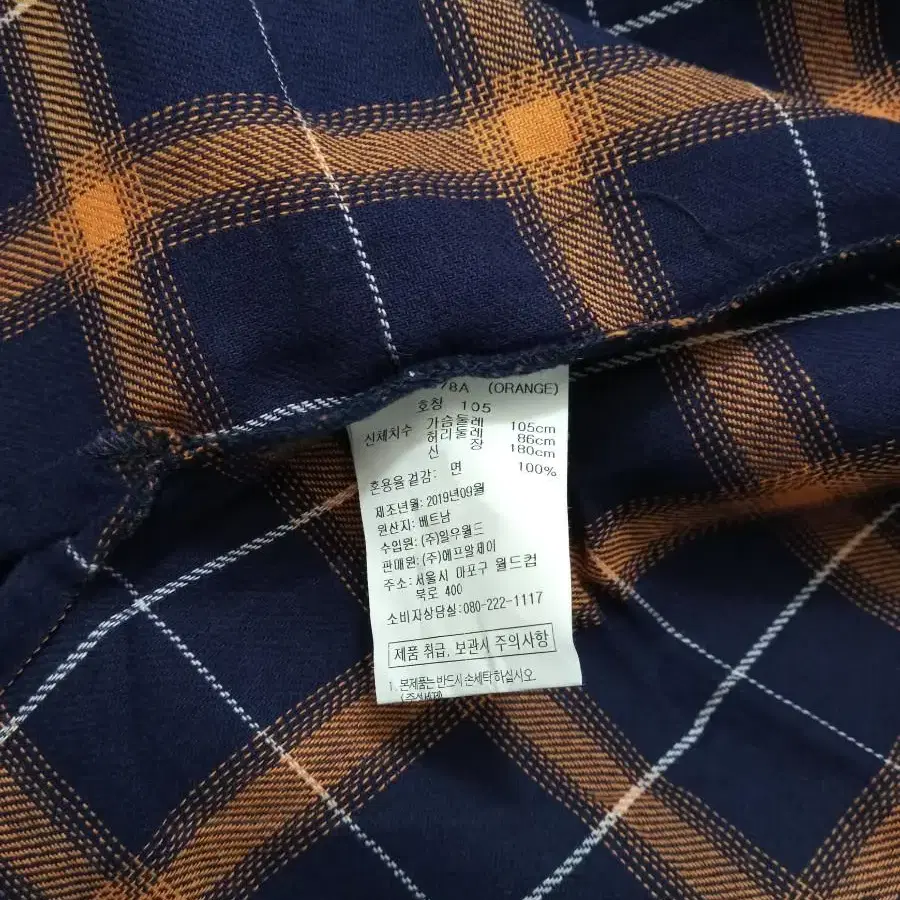 78A (ORANGE)
호칭 105
신체치수 가슴둘레 105cm
허리둘레 86cm
신 장 180cm
혼용율겉감: 면 100%
제조년월: 2019년09월
원산지: 베트남
수입원: (주)일우월드
판매원: (주)에프알제이
주소: 서울시 마포구 월드컵
북로 400
소비자상담실: 080-222-1117
제품 취급, 보관시 주의사항
1. 본제품는 반드시 손세탁하십시오.